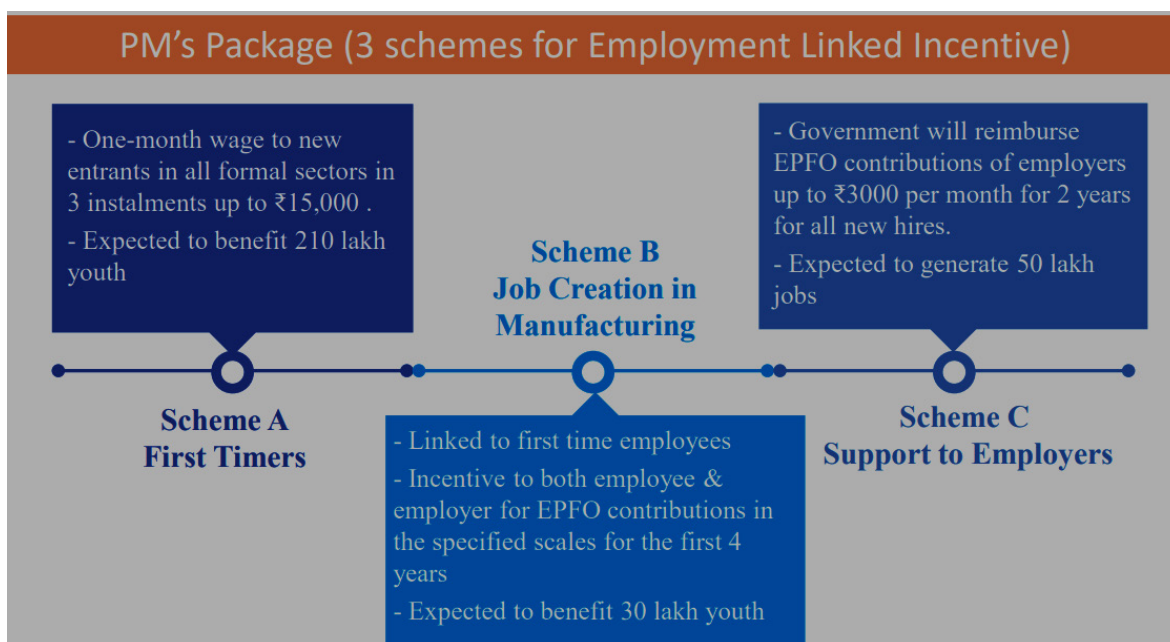 PM's Package (3 schemes for Employment Linked Incentive)
- One-month wage to new
entrants in all formal sectors in
3 instalments up to ₹15,000 .
- Expected to benefit 210 lakh
youth
Scheme A
First Timers
Scheme B
Job Creation in
Manufacturing
- Linked to first time employees
- Incentive to both employee &
employer for EPFO contributions in
the specified scales for the first 4
years
- Expected to benefit 30 lakh youth
- Government will reimburse
EPFO contributions of employers
up to ₹3000 per month for 2 years
for all new hires.
- Expected to generate 50 lakh
jobs
Scheme C
Support to Employers